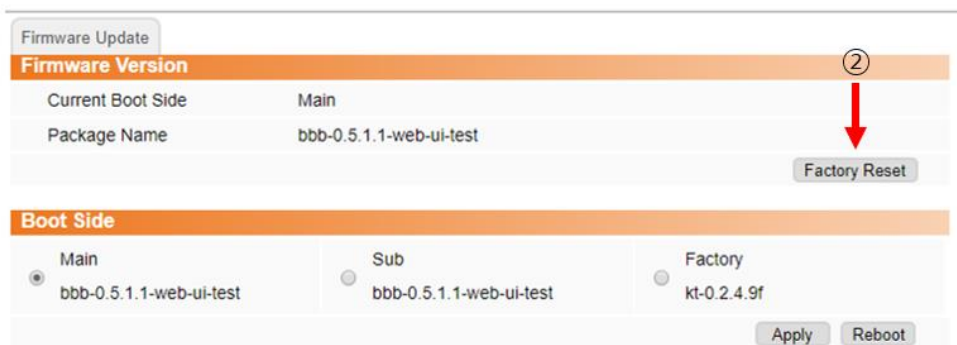 Firmware Update
Firmware Version
②
Current Boot Side Main
Package Name bbb-0.5.1.1-web-ui-test
Factory Reset
Boot Side
Main Sub Factory
bbb-0.5.1.1-web-ui-test bbb-0.5.1.1-web-ui-test kt-0.2.4.9f
Apply Reboot